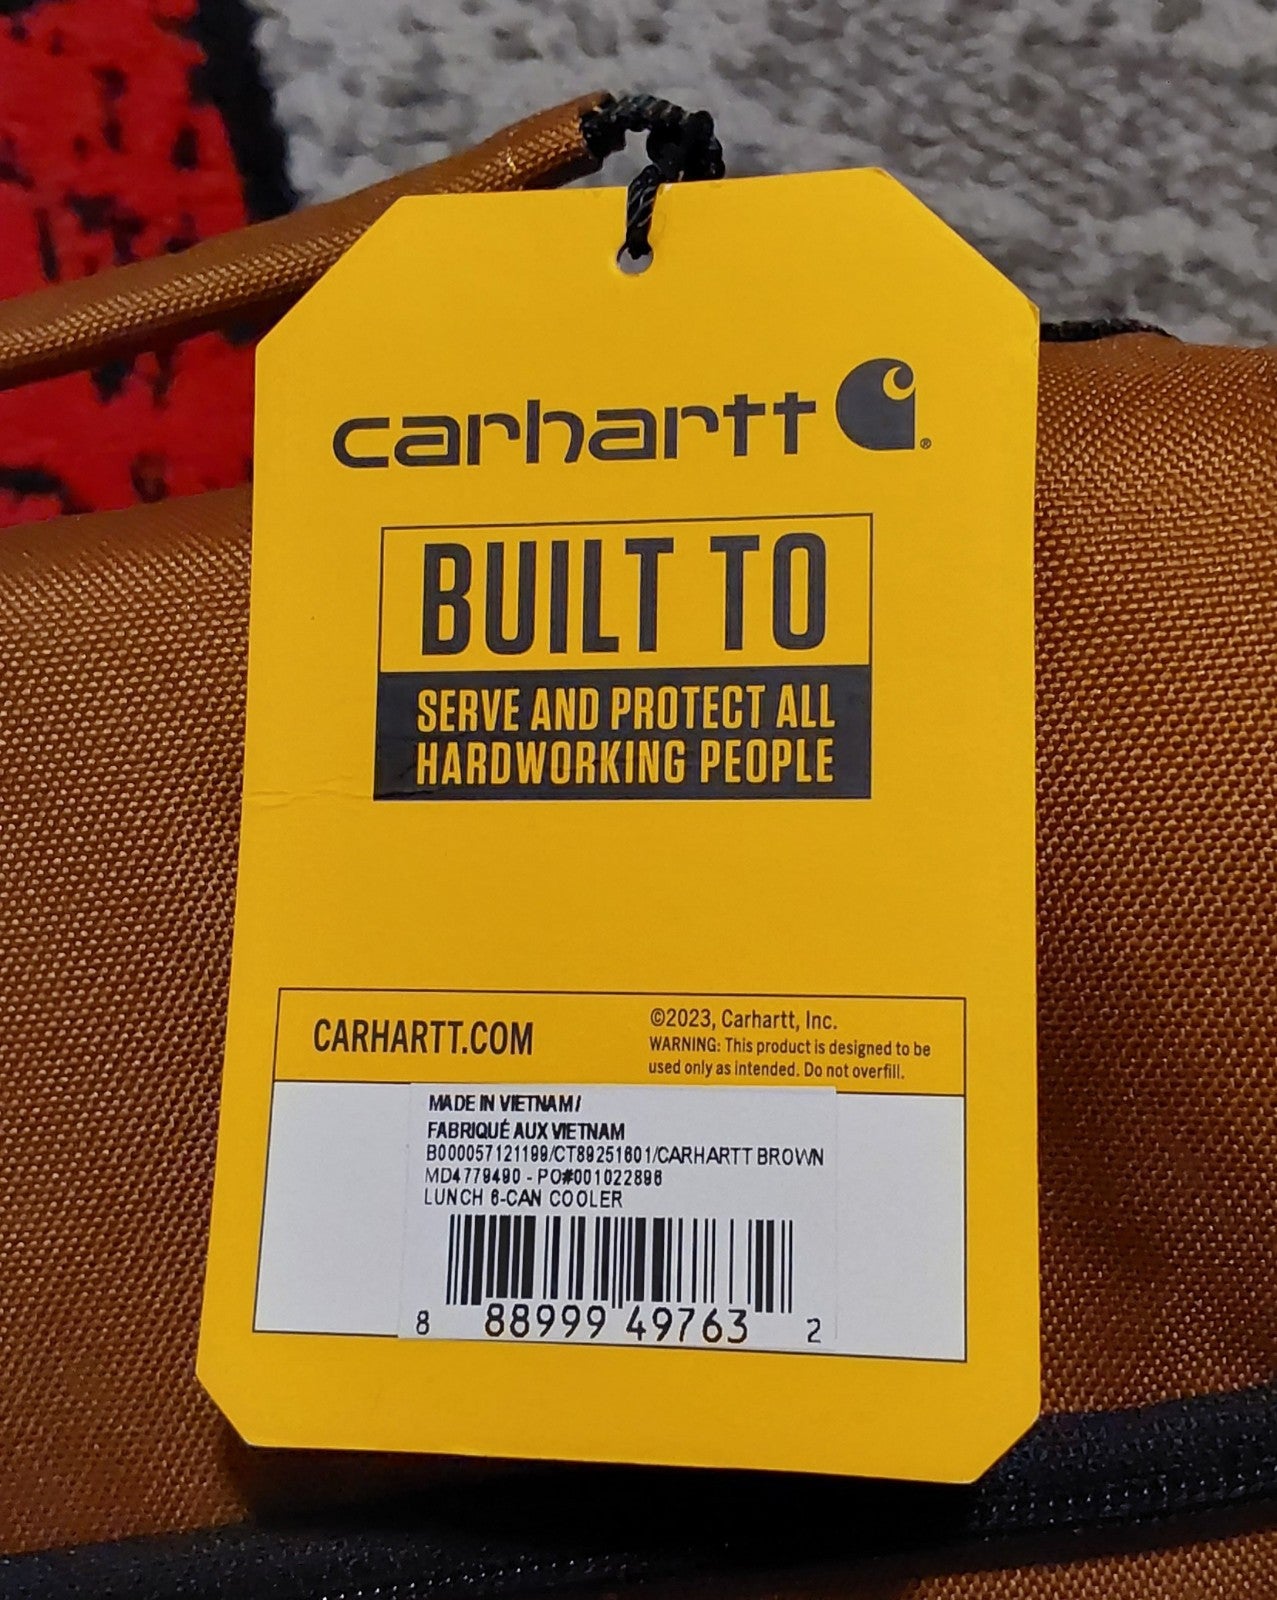 carhartt ®
BUILT TO
SERVE AND PROTECT ALL
HARDWORKING PEOPLE
CARHARTT.COM
©2023, Carhartt, Inc.
WARNING: This product is designed to be
used only as intended. Do not overfill.
MADE IN VIETNAM/
FABRIQUÉ AUX VIETNAM
B000057121199/CT89251601/CARHARTT BROWN
MD4779490 - PO#001022896
LUNCH 6-CAN COOLER
8 88999 49763 2